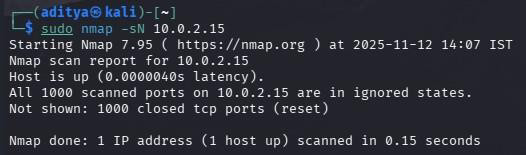 ┌──(aditya㉿kali)-[~]
└─$ sudo nmap -sN 10.0.2.15
Starting Nmap 7.95 ( https://nmap.org ) at 2025-11-12 14:07 IST
Nmap scan report for 10.0.2.15
Host is up (0.0000040s latency).
All 1000 scanned ports on 10.0.2.15 are in ignored states.
Not shown: 1000 closed tcp ports (reset)
Nmap done: 1 IP address (1 host up) scanned in 0.15 seconds